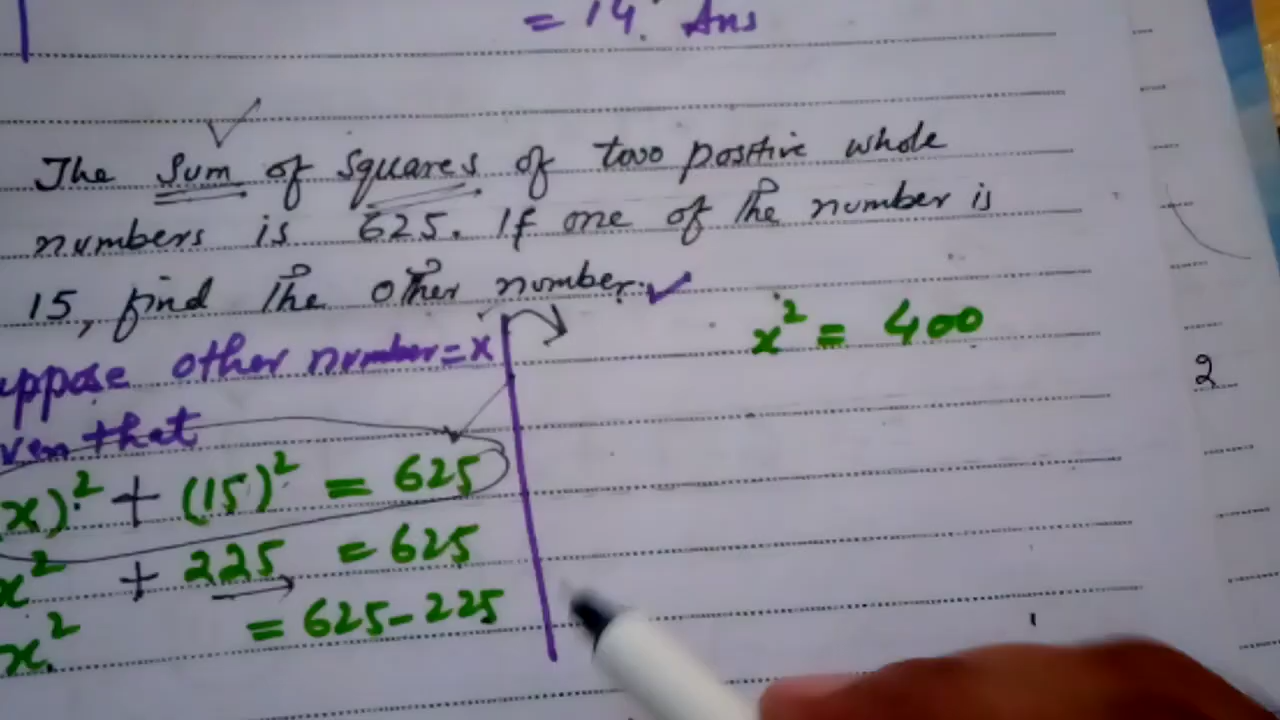 = 14. Ans
The Sum of Squares of two positive whole
numbers is 625. If one of the number is
15, find the other number.
uppose other number = x
ven that
x)² + (15)² = 625
x² + 225 = 625
x² = 625 - 225
x² = 400
2